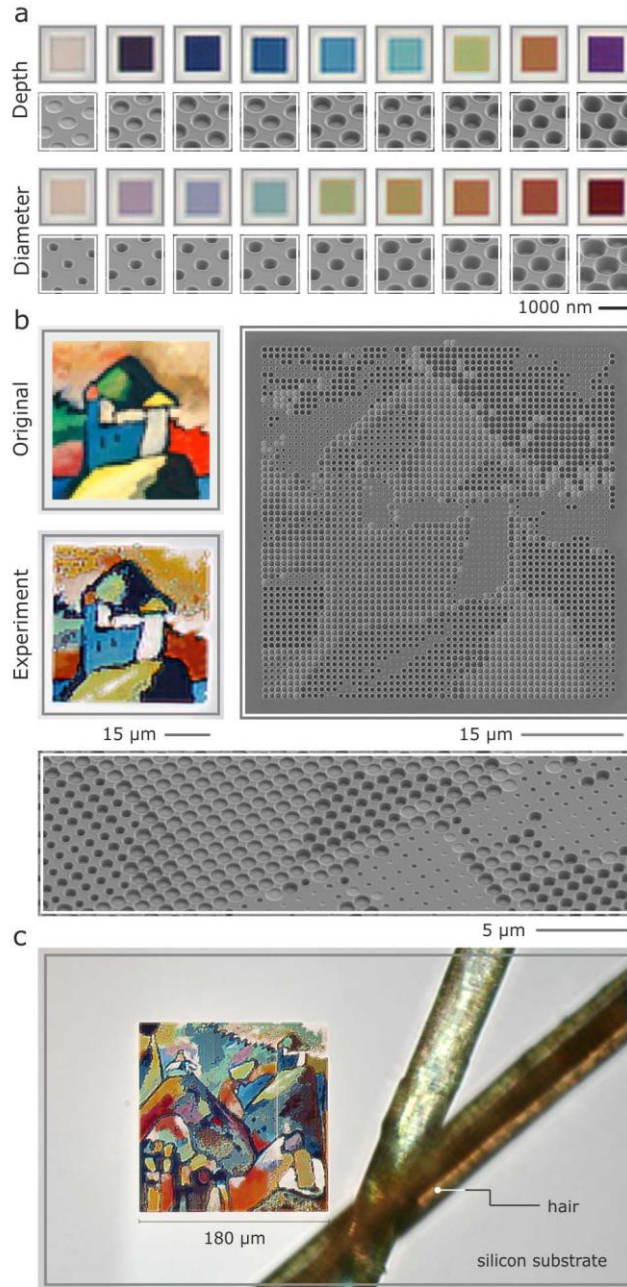 a
Depth
Diameter
1000 nm
b
Original
Experiment
15 μm
15 μm
5 μm
c
180 μm
hair
silicon substrate